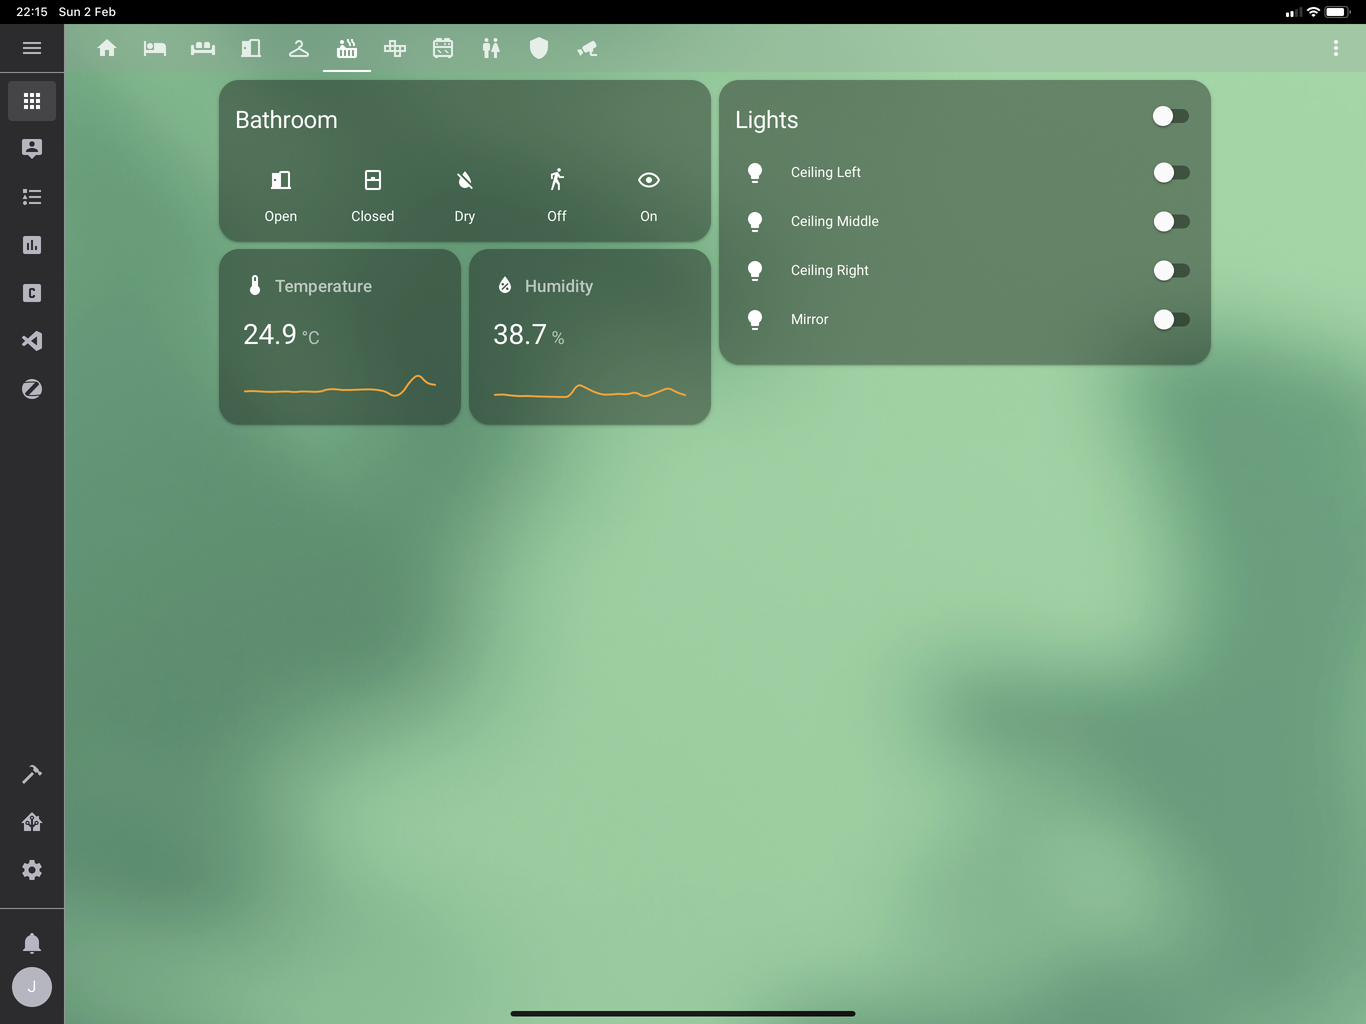 22:15 Sun 2 Feb
C
Bathroom
Open Closed Dry Off On
Temperature
24.9 °C
Humidity
38.7 %
Lights
Ceiling Left
Ceiling Middle
Ceiling Right
Mirror
J